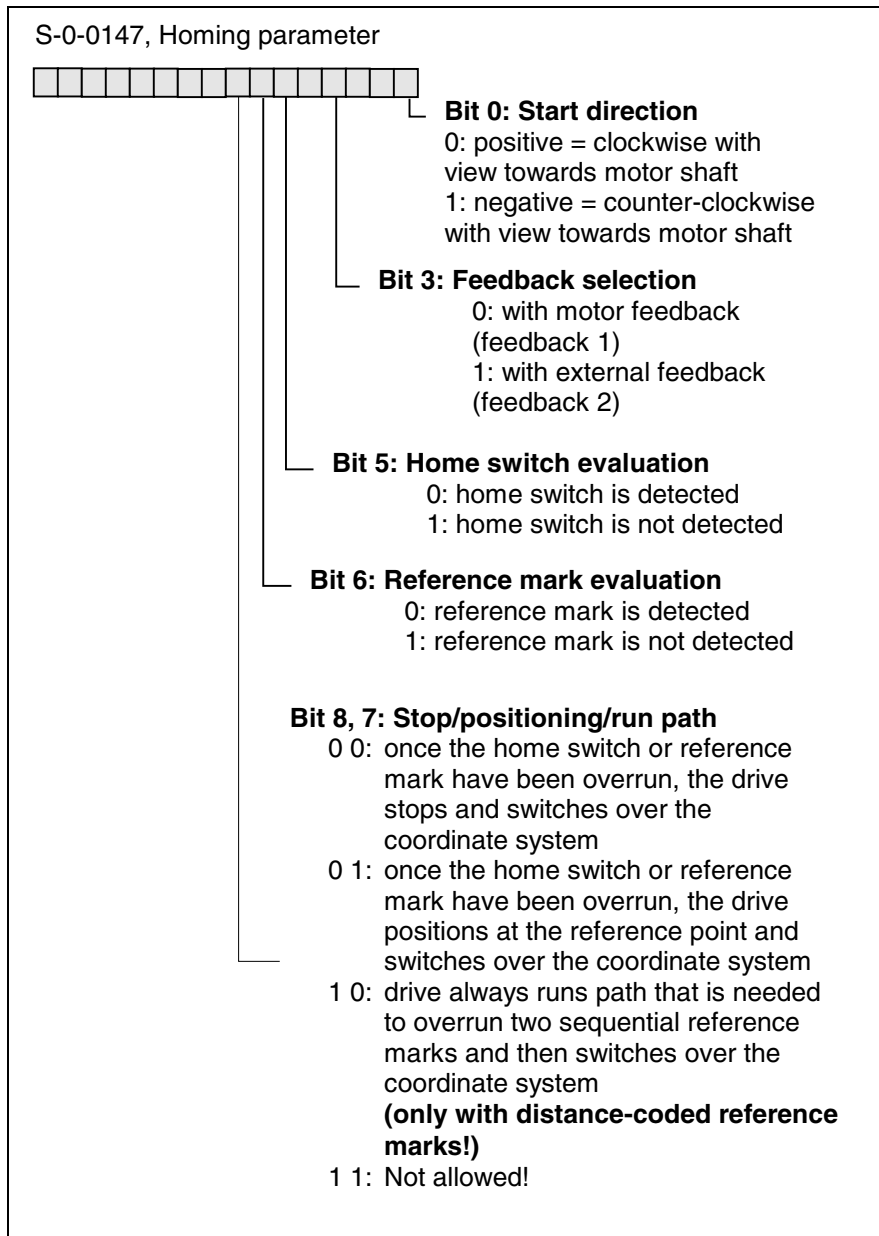 S-0-0147, Homing parameter
Bit 0: Start direction
0: positive = clockwise with
view towards motor shaft
1: negative = counter-clockwise
with view towards motor shaft
Bit 3: Feedback selection
0: with motor feedback
(feedback 1)
1: with external feedback
(feedback 2)
Bit 5: Home switch evaluation
0: home switch is detected
1: home switch is not detected
Bit 6: Reference mark evaluation
0: reference mark is detected
1: reference mark is not detected
Bit 8, 7: Stop/positioning/run path
0 0: once the home switch or reference
mark have been overrun, the drive
stops and switches over the
coordinate system
0 1: once the home switch or reference
mark have been overrun, the drive
positions at the reference point and
switches over the coordinate system
1 0: drive always runs path that is needed
to overrun two sequential reference
marks and then switches over the
coordinate system
(only with distance-coded reference
marks!)
1 1: Not allowed!